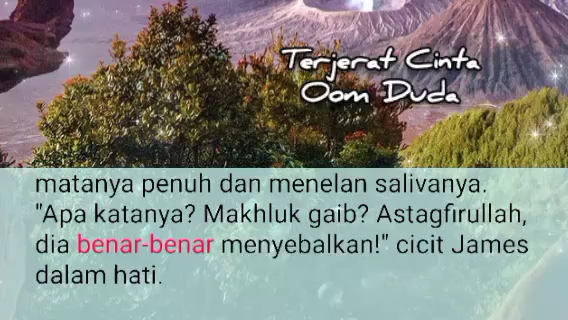 Terjerat Cinta
Oom Duda
matanya penuh dan menelan salivanya.
"Apa katanya? Makhluk gaib? Astagfirullah,
dia benar-benar menyebalkan!" cicit James
dalam hati.